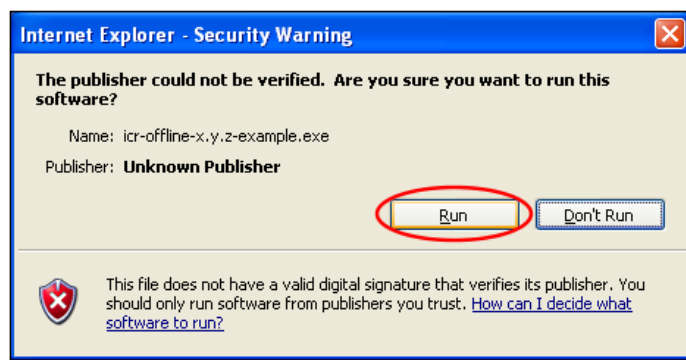 Internet Explorer - Security Warning
The publisher could not be verified. Are you sure you want to run this
software?
Name: icr-offline-x.y.z-example.exe
Publisher: Unknown Publisher
Run Don't Run
This file does not have a valid digital signature that verifies its publisher. You
should only run software from publishers you trust. How can I decide what
software to run?